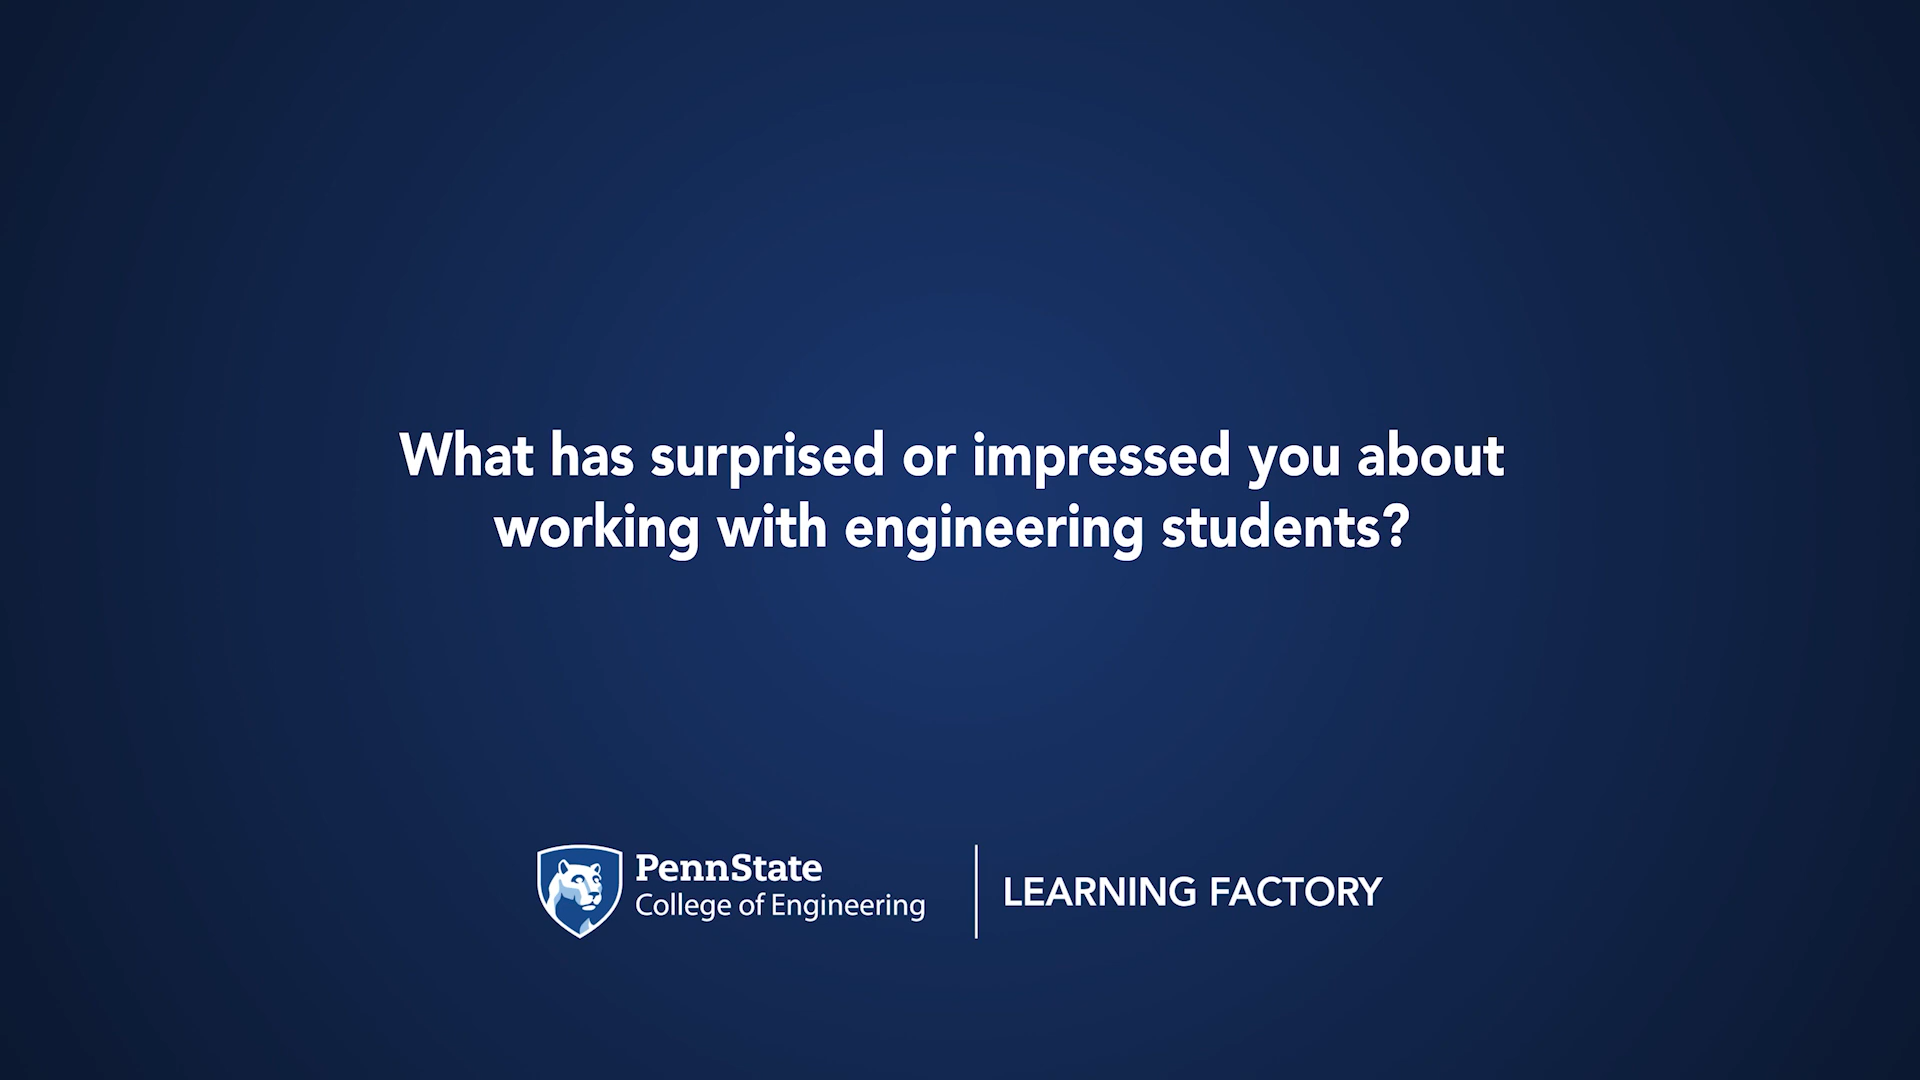 What has surprised or impressed you about
working with engineering students?
PennState
College of Engineering
LEARNING FACTORY